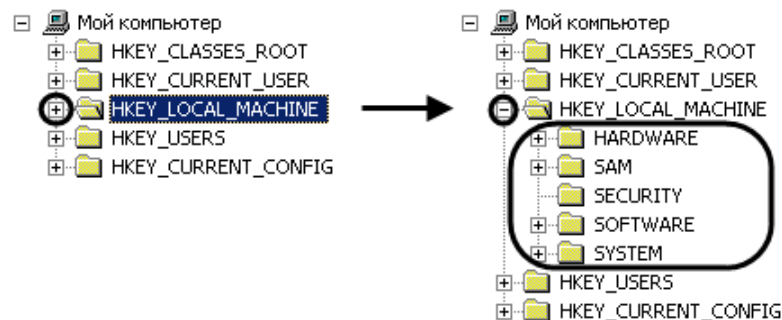 Мой компьютер
HKEY_CLASSES_ROOT
HKEY_CURRENT_USER
HKEY_LOCAL_MACHINE
HKEY_USERS
HKEY_CURRENT_CONFIG
Мой компьютер
HKEY_CLASSES_ROOT
HKEY_CURRENT_USER
HKEY_LOCAL_MACHINE
HARDWARE
SAM
SECURITY
SOFTWARE
SYSTEM
HKEY_USERS
HKEY_CURRENT_CONFIG